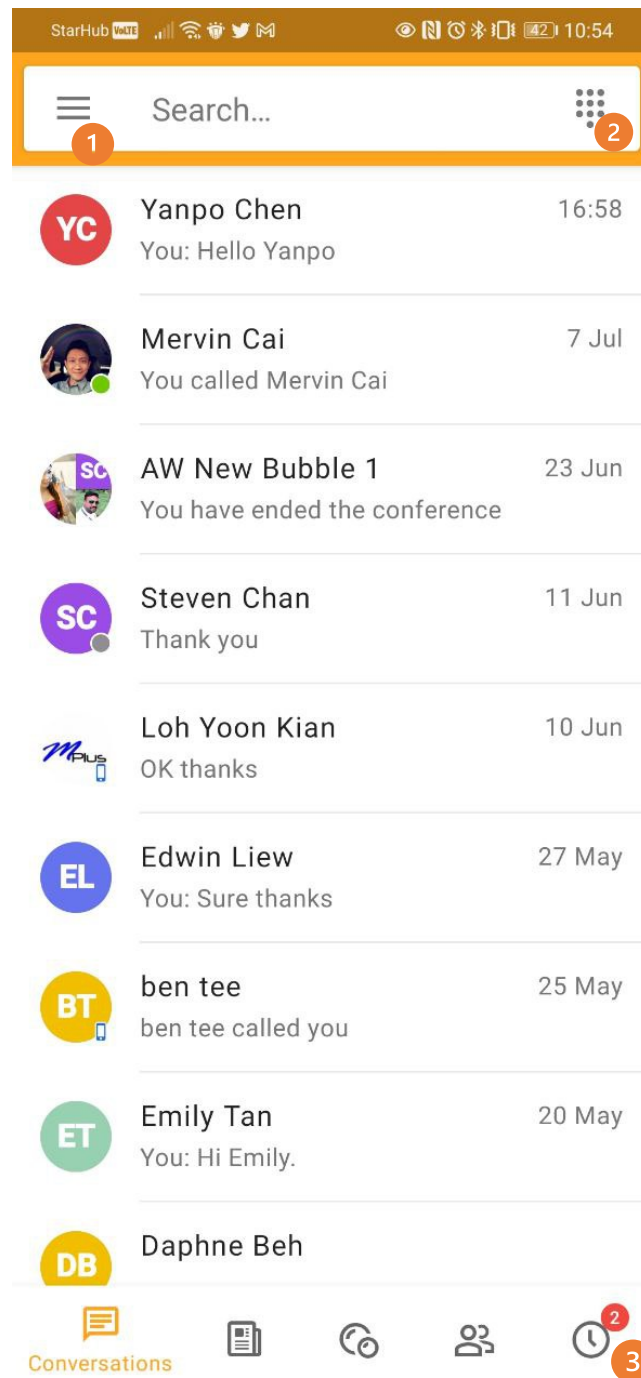 StarHub VoLTE 42 10:54
Search...
1
2
YC Yanpo Chen 16:58
You: Hello Yanpo
Mervin Cai 7 Jul
You called Mervin Cai
SC AW New Bubble 1 23 Jun
You have ended the conference
SC Steven Chan 11 Jun
Thank you
MPlus Loh Yoon Kian 10 Jun
OK thanks
EL Edwin Liew 27 May
You: Sure thanks
BT ben tee 25 May
ben tee called you
ET Emily Tan 20 May
You: Hi Emily.
DB Daphne Beh
2
Conversations
3